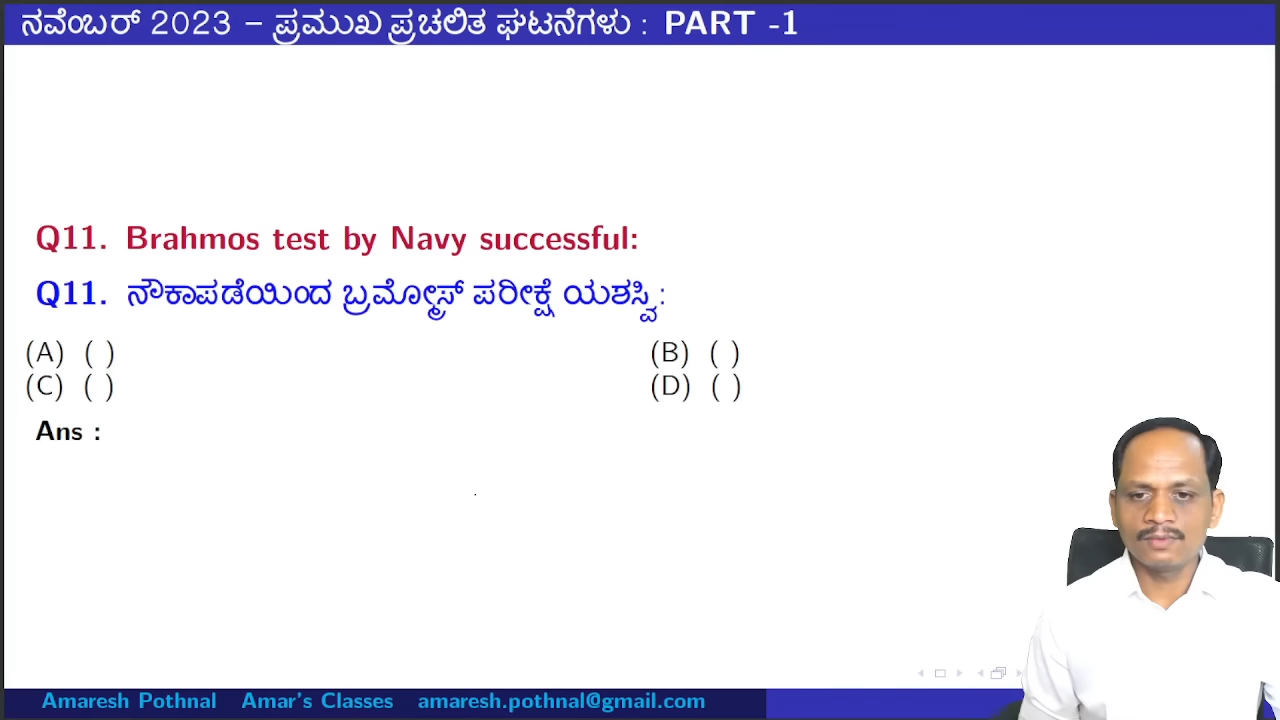 ನವೆಂಬರ್ 2023 – ಪ್ರಮುಖ ಪ್ರಚಲಿತ ಘಟನೆಗಳು : PART -1
Q11. Brahmos test by Navy successful:
Q11. ನೌಕಾಪಡೆಯಿಂದ ಬ್ರಮ್ಹೋಸ್ ಪರೀಕ್ಷೆ ಯಶಸ್ವಿ:
(A) ( ) (B) ( )
(C) ( ) (D) ( )
Ans :
Amaresh Pothnal Amar's Classes amaresh.pothnal@gmail.com